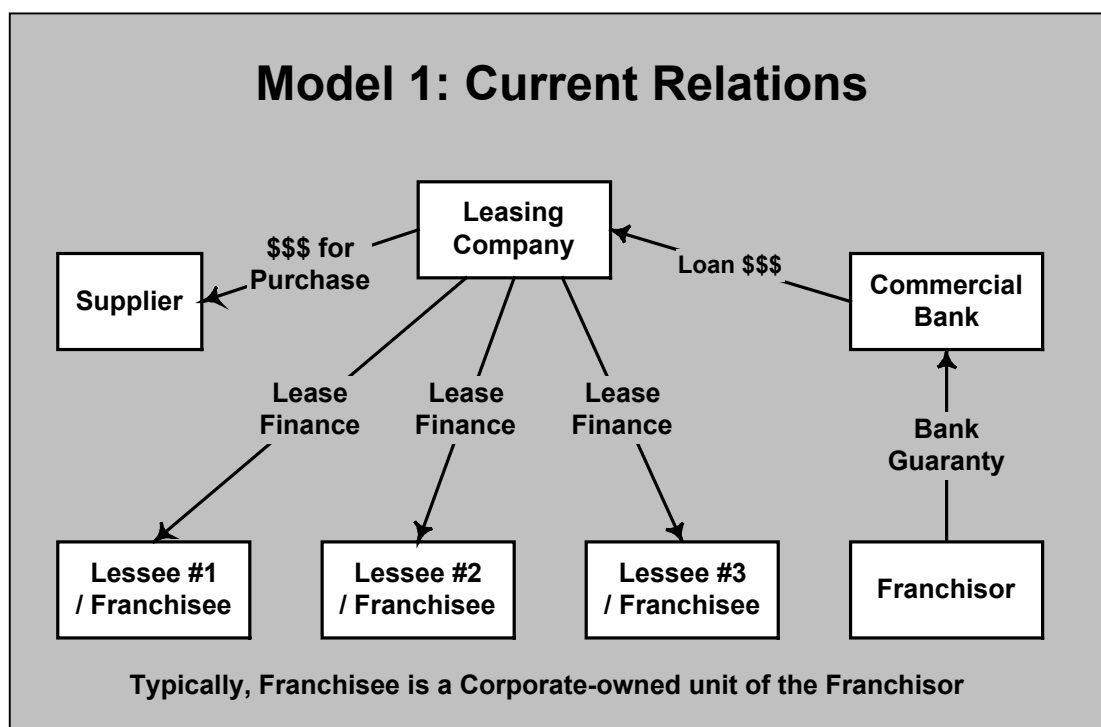 Model 1: Current Relations
Leasing
Company
$$$ for
Purchase
Loan $$$
Supplier
Commercial
Bank
Lease
Finance
Lease
Finance
Lease
Finance
Bank
Guaranty
Lessee #1
/ Franchisee
Lessee #2
/ Franchisee
Lessee #3
/ Franchisee
Franchisor
Typically, Franchisee is a Corporate-owned unit of the Franchisor